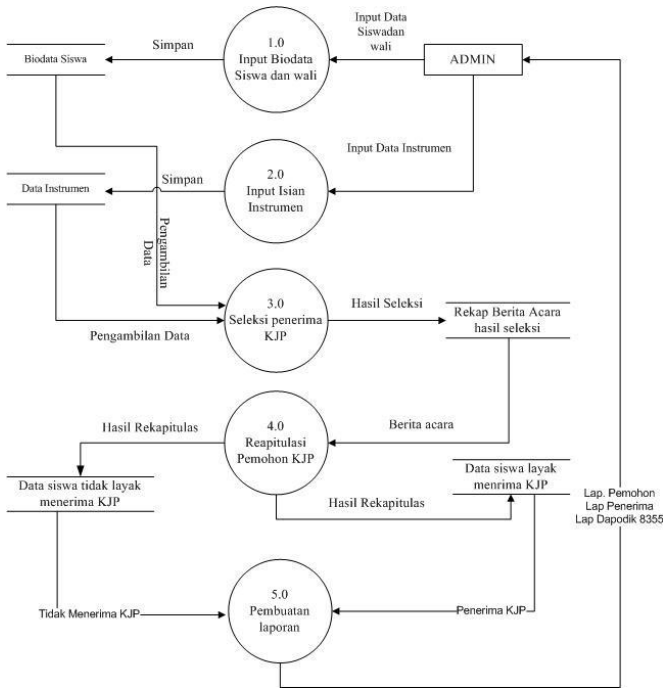 Input Data
Siswadan
wali
1.0
Input Biodata
Siswa dan wali
Simpan
Biodata Siswa
ADMIN
Input Data Instrumen
2.0
Input Isian
Instrumen
Simpan
Data Instrumen
Pengambilan
Data
3.0
Seleksi penerima
KJP
Hasil Seleksi
Rekap Berita Acara
hasil seleksi
Pengambilan Data
4.0
Reapitulasi
Pemohon KJP
Berita acara
Hasil Rekapitulas
Data siswa tidak layak
menerima KJP
Data siswa layak
menrima KJP
Hasil Rekapitulas
Lap. Pemohon
Lap Penerima
Lap Dapodik 8355
5.0
Pembuatan
laporan
Tidak Menerima KJP
Penerima KJP